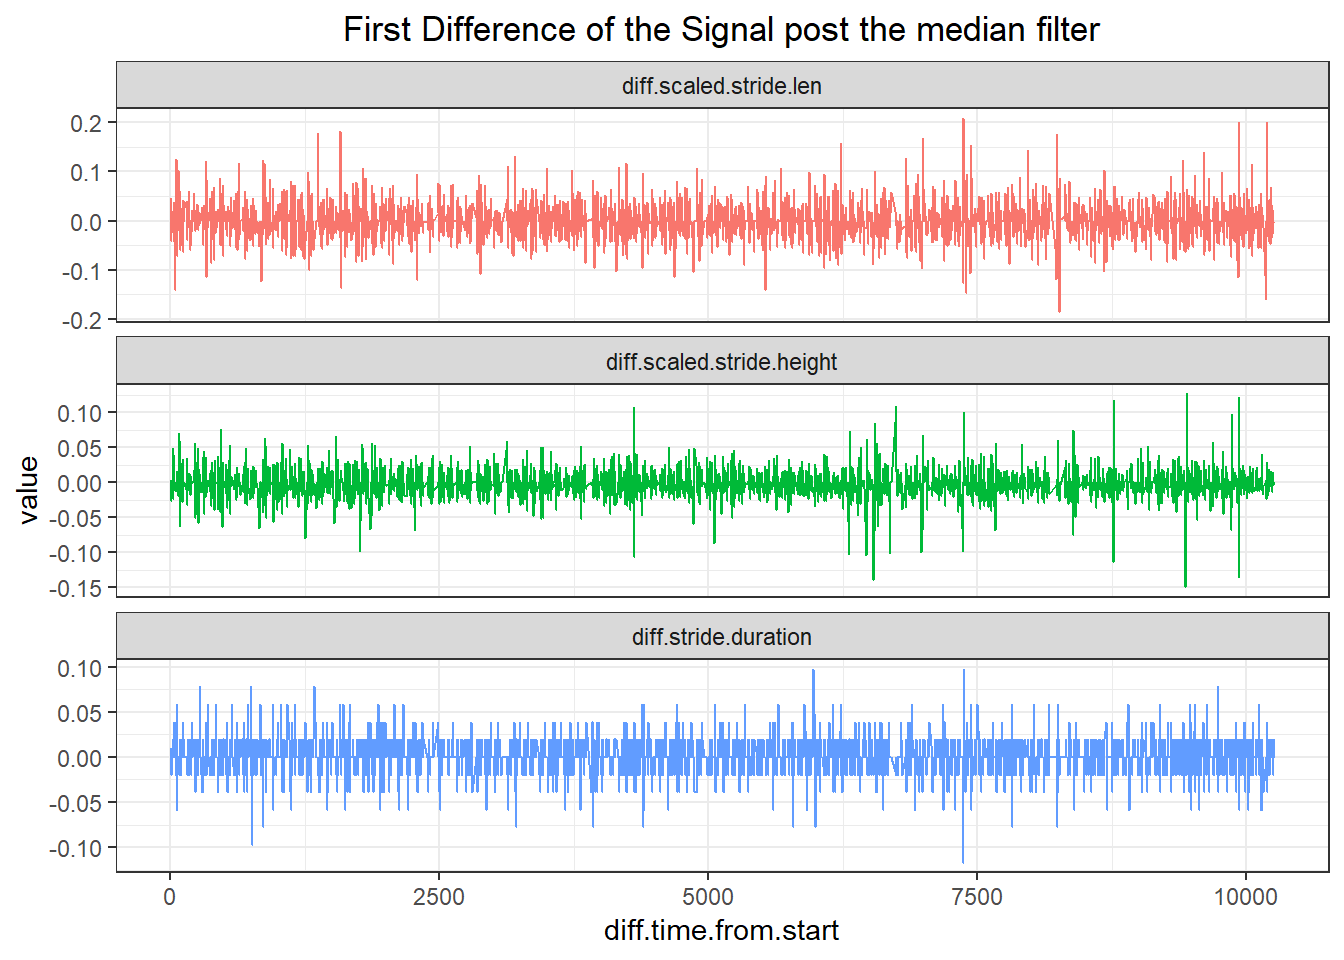 First Difference of the Signal post the median filter
diff.scaled.stride.len
0.2
0.1
0.0
-0.1
-0.2
diff.scaled.stride.height
0.10
0.05
0.00
-0.05
-0.10
-0.15
value
diff.stride.duration
0.10
0.05
0.00
-0.05
-0.10
0 2500 5000 7500 10000
diff.time.from.start